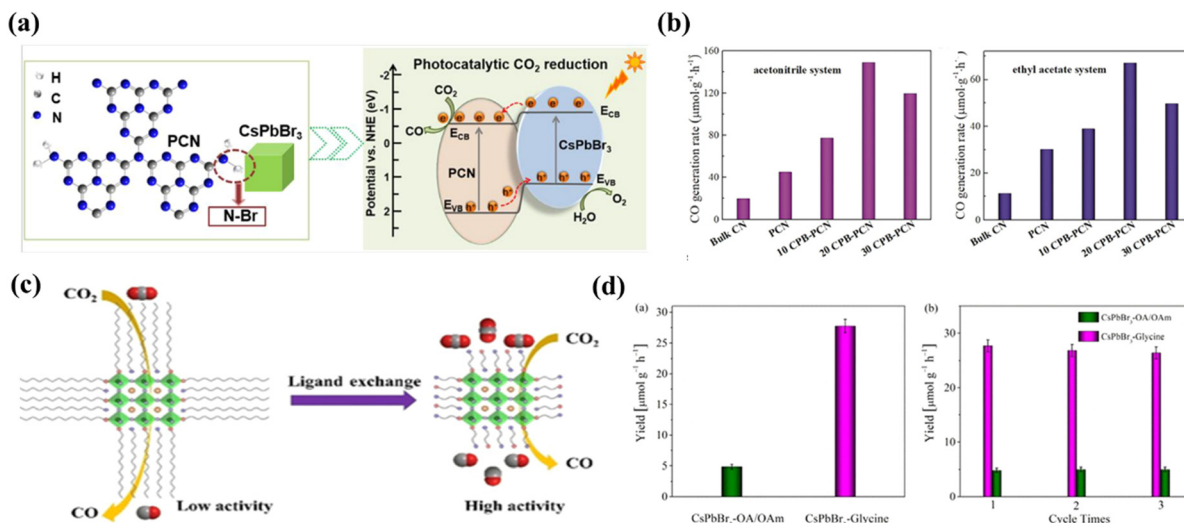 (a)
H
C
N
PCN
CsPbBr3
N-Br
Photocatalytic CO2 reduction
Potential vs. NHE (eV)
-2
-1
0
1
2
CO2
CO
ECB
PCN
EVB
e e e e
h+ h+
h+
e e e
ECB
CsPbBr3
h+ h+ h+
EVB
O2
H2O
(b)
CO generation rate (μmol·g⁻¹·h⁻¹)
160
120
80
40
0
acetonitrile system
Bulk CN
PCN
10 CPB-PCN
20 CPB-PCN
30 CPB-PCN
CO generation rate (μmol·g⁻¹·h⁻¹)
60
40
20
0
ethyl acetate system
Bulk CN
PCN
10 CPB-PCN
20 CPB-PCN
30 CPB-PCN
(c)
CO2
CO
Low activity
Ligand exchange
CO2
CO
High activity
(d)
(a)
Yield [μmol g⁻¹ h⁻¹]
30
25
20
15
10
5
0
CsPbBr3-OA/OAm
CsPbBr3-Glycine
(b)
CsPbBr3-OA/OAm
CsPbBr3-Glycine
Yield [μmol g⁻¹ h⁻¹]
30
20
10
0
1
2
3
Cycle Times